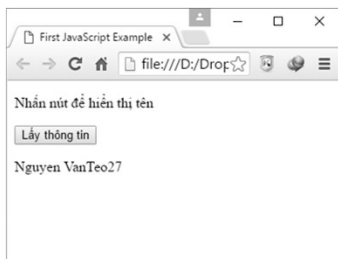 First JavaScript Example
file:///D:/Drop
Nhấn nút để hiển thị tên
Lấy thông tin
Nguyen VanTeo27